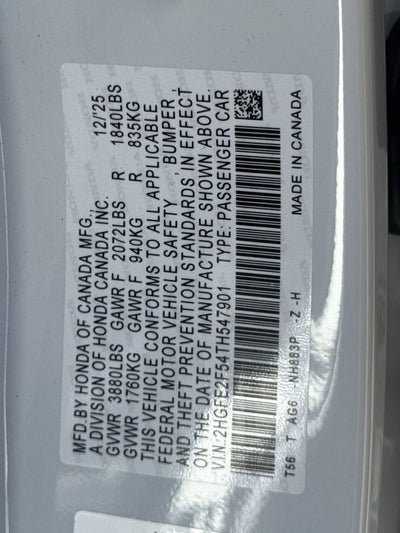 MFD.BY HONDA OF CANADA MFG., 12/'25
A DIVISION OF HONDA CANADA INC.
GVWR 3880LBS GAWR F 2072LBS R 1840LBS
GVWR 1760KG GAWR F 940KG R 835KG
THIS VEHICLE CONFORMS TO ALL APPLICABLE
FEDERAL MOTOR VEHICLE SAFETY , BUMPER ,
AND THEFT PREVENTION STANDARDS IN EFFECT
ON THE DATE OF MANUFACTURE SHOWN ABOVE.
V.I.N:2HGFE2F54TH547901 TYPE: PASSENGER CAR
T56 T AG6 -NH883P -Z -H
MADE IN CANADA